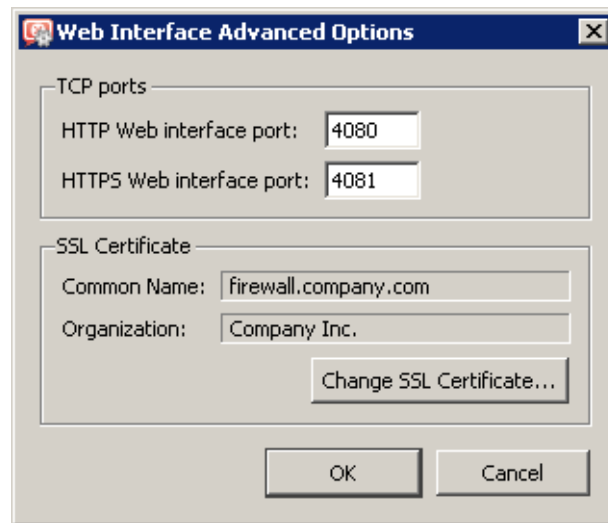 Web Interface Advanced Options
TCP ports
HTTP Web interface port: 4080
HTTPS Web interface port: 4081
SSL Certificate
Common Name: firewall.company.com
Organization: Company Inc.
Change SSL Certificate...
OK Cancel